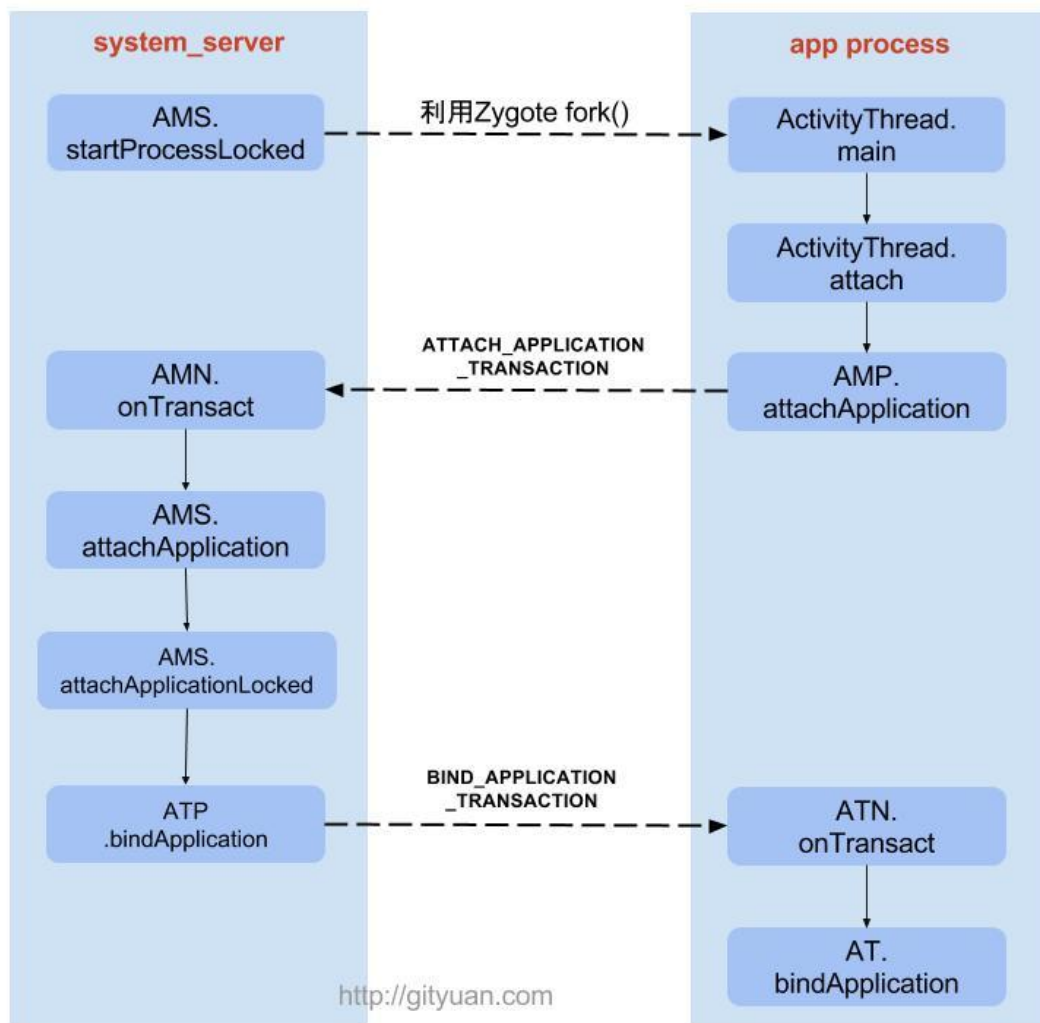 system_server
app process
AMS.
startProcessLocked
利用Zygote fork()
ActivityThread.
main
ActivityThread.
attach
ATTACH_APPLICATION
_TRANSACTION
AMN.
onTransact
AMP.
attachApplication
AMS.
attachApplication
AMS.
attachApplicationLocked
BIND_APPLICATION
_TRANSACTION
ATP
.bindApplication
ATN.
onTransact
AT.
bindApplication
http://gityuan.com